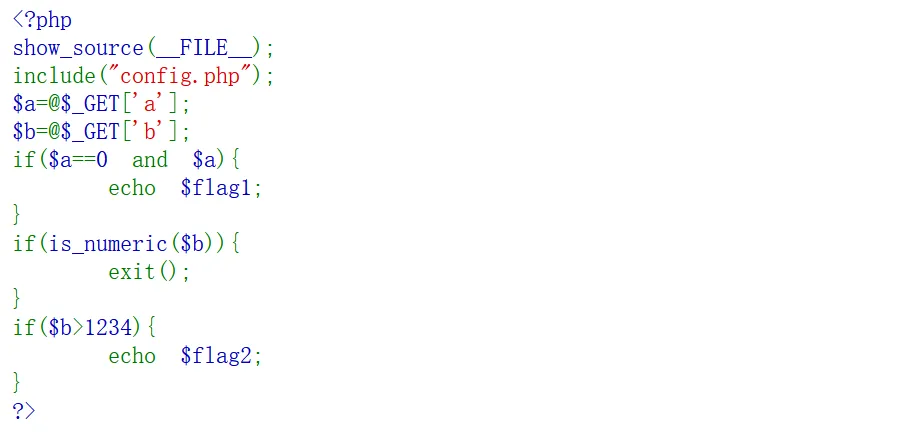 <?php
show_source(__FILE__);
include("config.php");
$a=@$_GET['a'];
$b=@$_GET['b'];
if($a==0 and $a){
echo $flag1;
}
if(is_numeric($b)){
exit();
}
if($b>1234){
echo $flag2;
}
?>